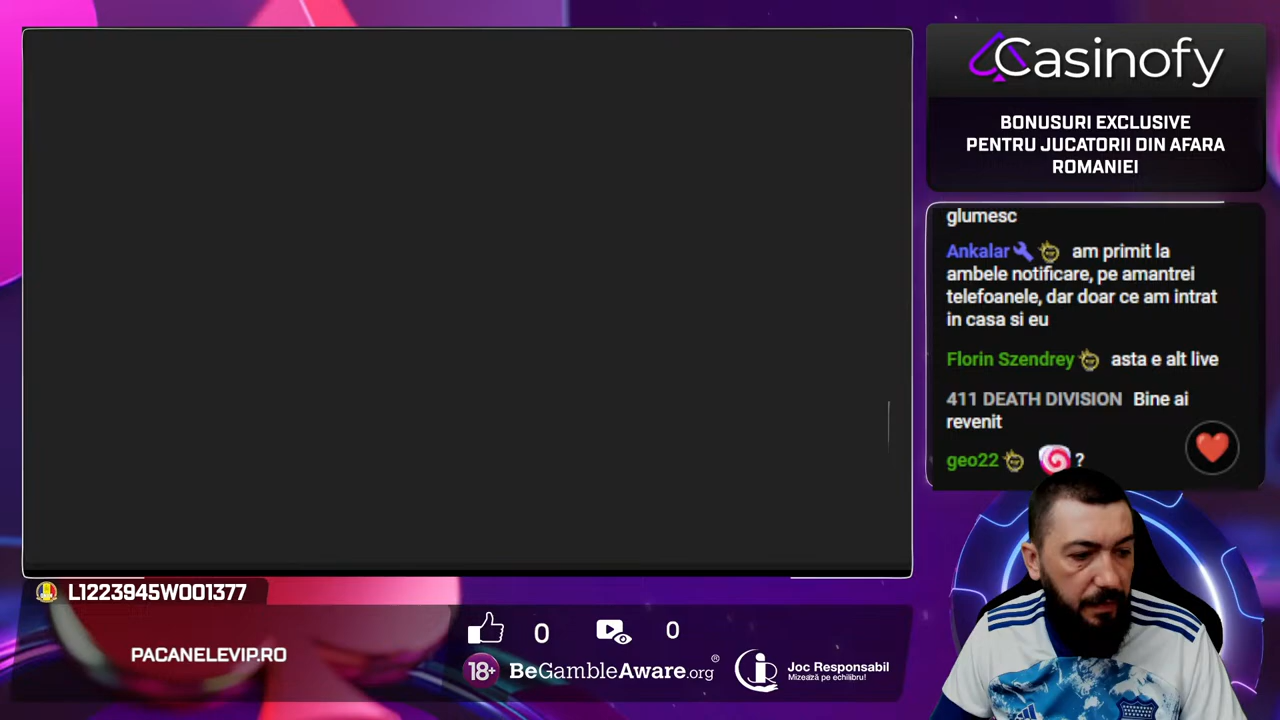 Casinofy
BONUSURI EXCLUSIVE
PENTRU JUCATORII DIN AFARA
ROMANIEI
glumesc
Ankalar am primit la
ambele notificare, pe amantrei
telefoanele, dar doar ce am intrat
in casa si eu
Florin Szendrey asta e alt live
411 DEATH DIVISION Bine ai
revenit
geo22 ?
L1223945W001377
PACANELEVIP.RO
0
0
18+ BeGambleAware.org®
Joc Responsabil
Mizează pe echilibru!